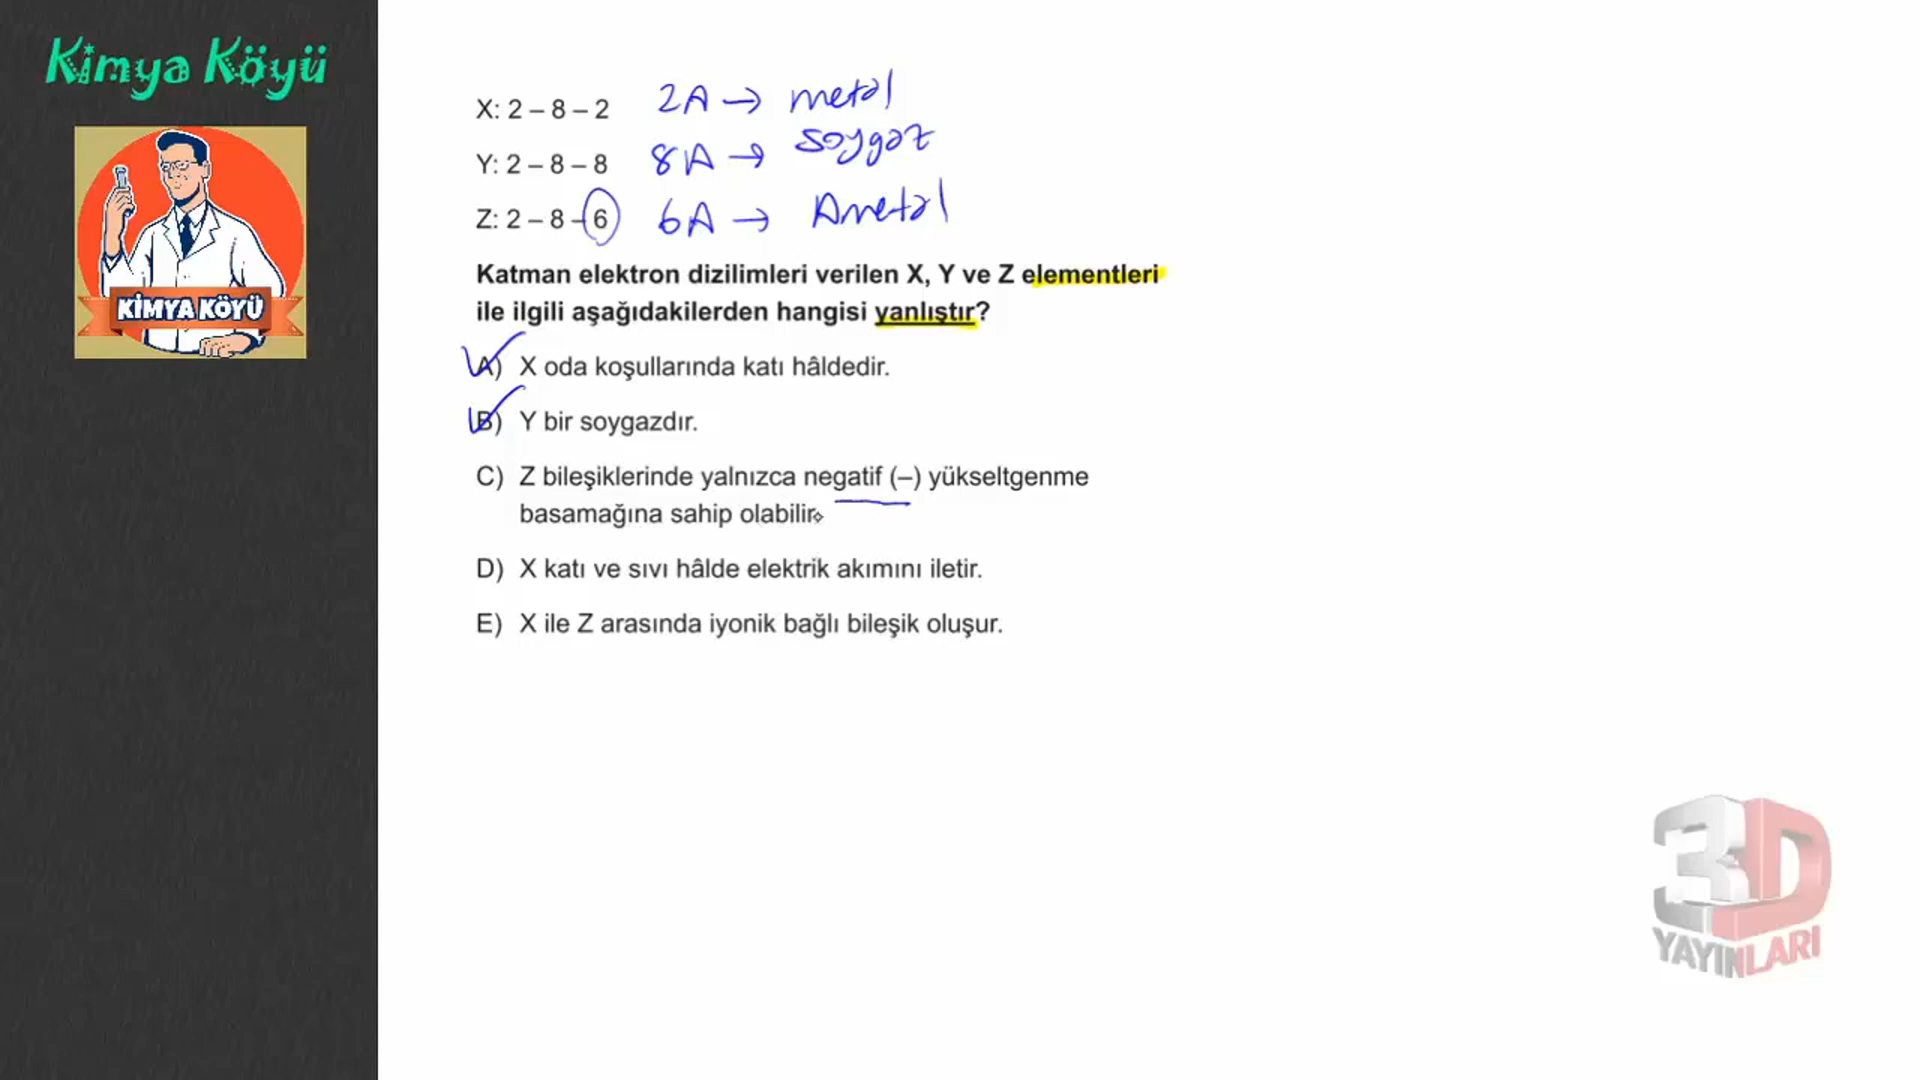 Kimya Köyü
KİMYA KÖYÜ
X: 2 – 8 – 2 2A → metal
Y: 2 – 8 – 8 8A → soygaz
Z: 2 – 8 – 6 6A → Ametal
Katman elektron dizilimleri verilen X, Y ve Z elementleri
ile ilgili aşağıdakilerden hangisi yanlıştır?
A) X oda koşullarında katı hâldedir.
B) Y bir soygazdır.
C) Z bileşiklerinde yalnızca negatif (–) yükseltgenme
basamağına sahip olabilir.
D) X katı ve sıvı hâlde elektrik akımını iletir.
E) X ile Z arasında iyonik bağlı bileşik oluşur.
3D
YAYINLARI